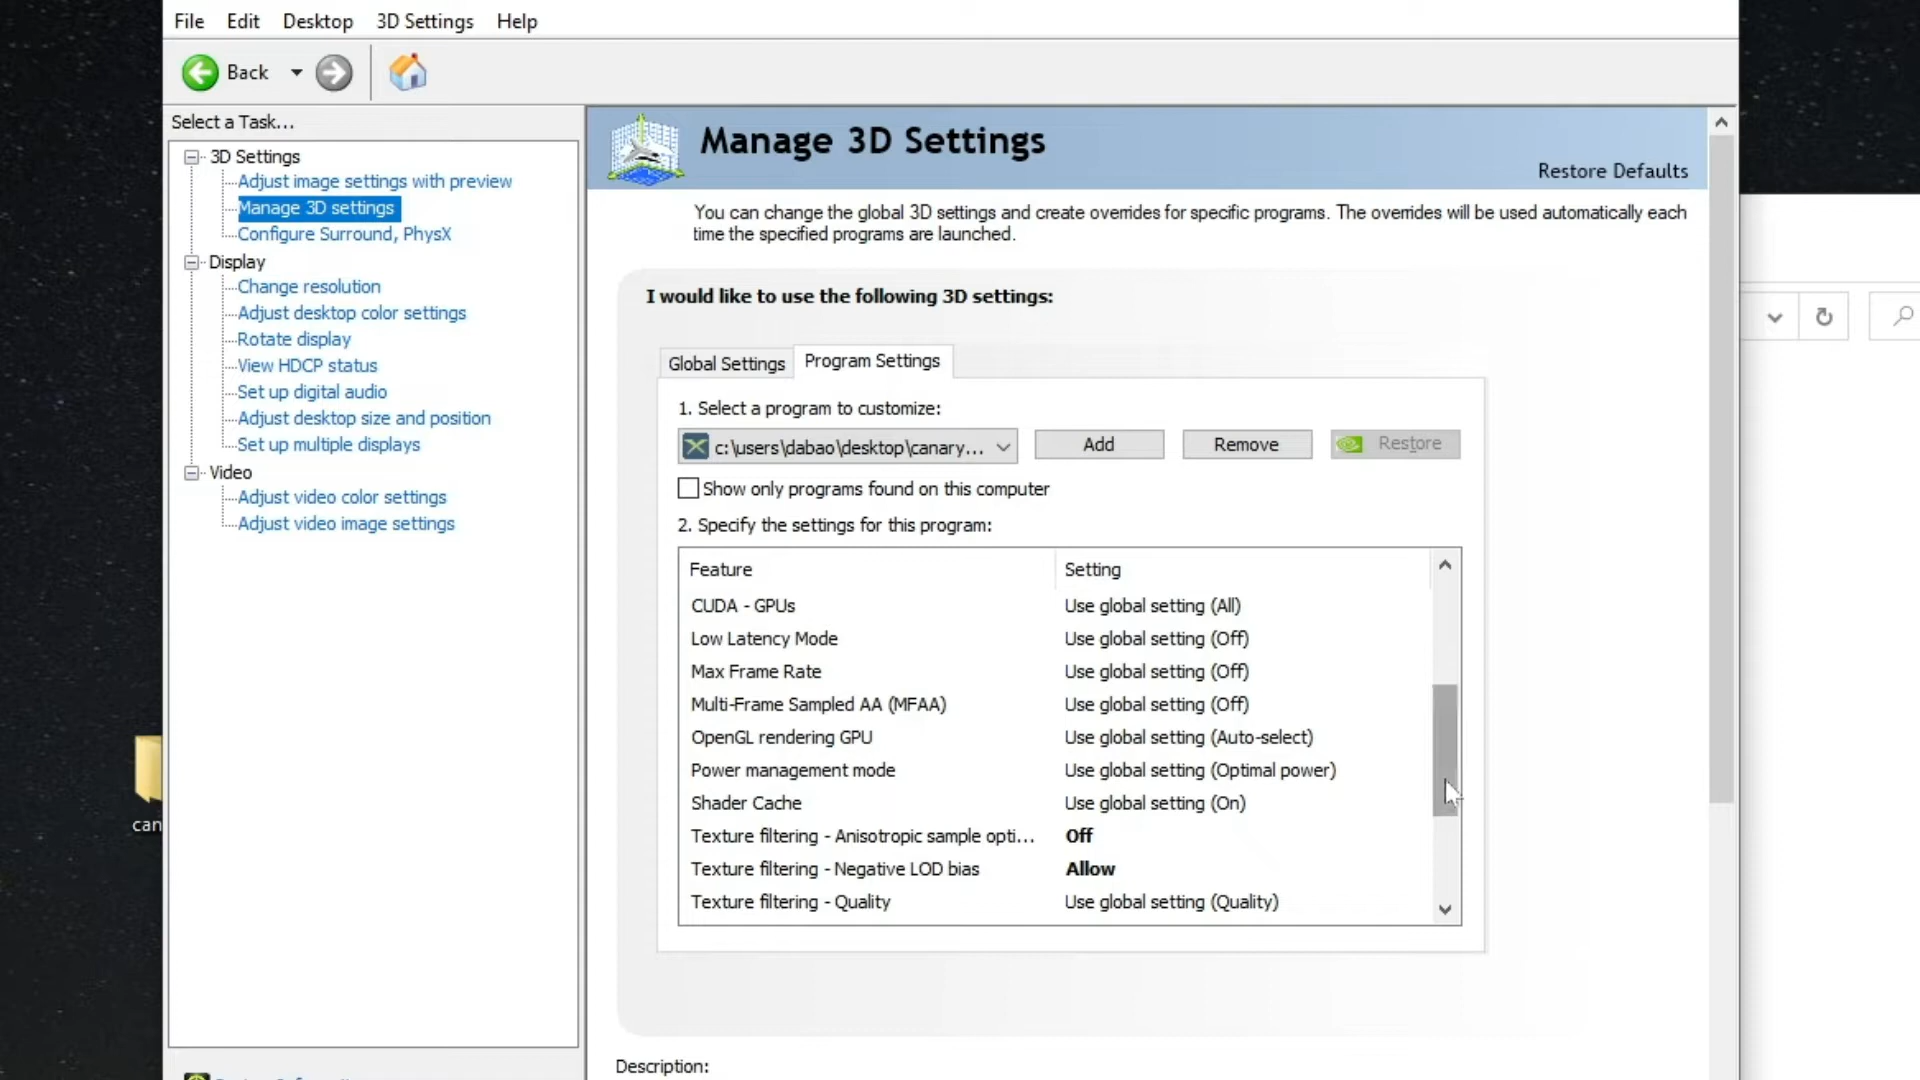 File Edit Desktop 3D Settings Help
Back
Select a Task...
3D Settings
Adjust image settings with preview
Manage 3D settings
Configure Surround, PhysX
Display
Change resolution
Adjust desktop color settings
Rotate display
View HDCP status
Set up digital audio
Adjust desktop size and position
Set up multiple displays
Video
Adjust video color settings
Adjust video image settings
Manage 3D Settings
Restore Defaults
You can change the global 3D settings and create overrides for specific programs. The overrides will be used automatically each
time the specified programs are launched.
I would like to use the following 3D settings:
Global Settings Program Settings
1. Select a program to customize:
c:\users\dabao\desktop\canary... Add Remove Restore
Show only programs found on this computer
2. Specify the settings for this program:
Feature Setting
CUDA - GPUs Use global setting (All)
Low Latency Mode Use global setting (Off)
Max Frame Rate Use global setting (Off)
Multi-Frame Sampled AA (MFAA) Use global setting (Off)
OpenGL rendering GPU Use global setting (Auto-select)
Power management mode Use global setting (Optimal power)
Shader Cache Use global setting (On)
Texture filtering - Anisotropic sample opti... Off
Texture filtering - Negative LOD bias Allow
Texture filtering - Quality Use global setting (Quality)
Description:
can